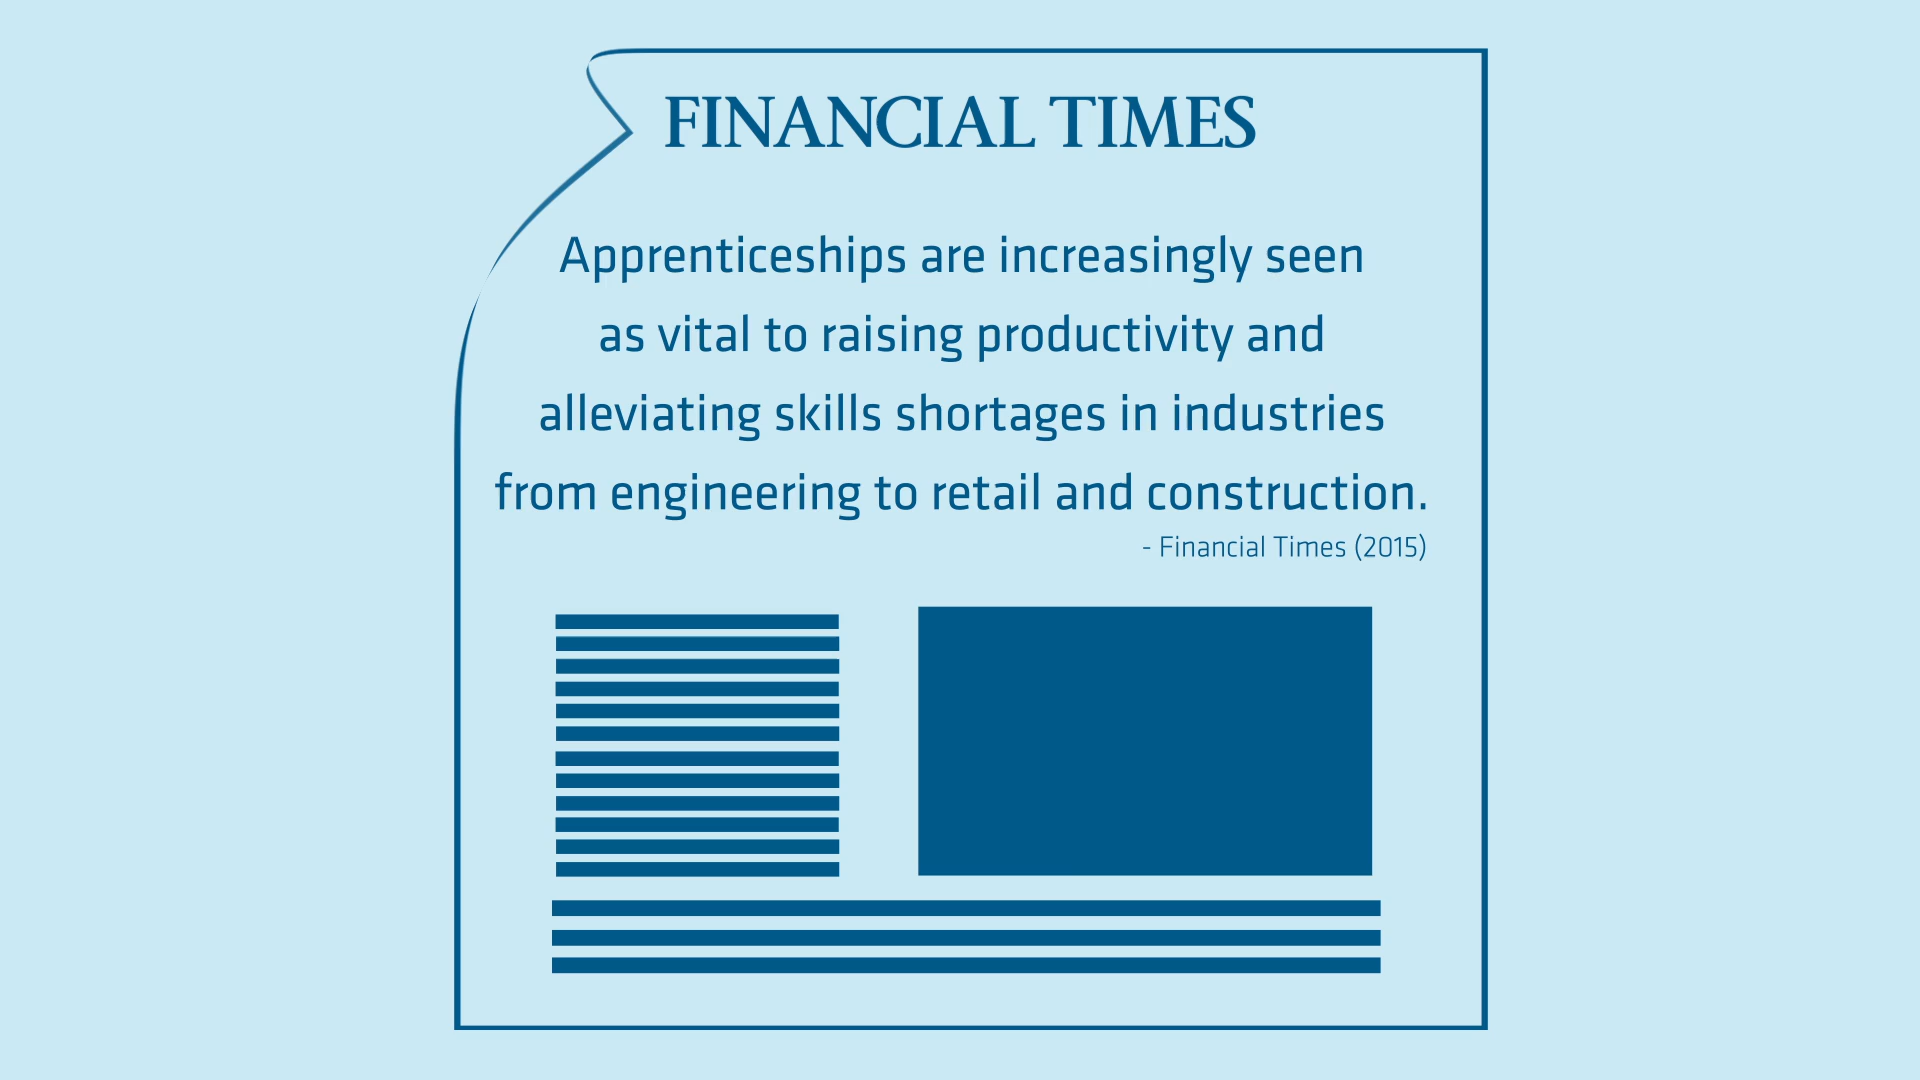 FINANCIAL TIMES
Apprenticeships are increasingly seen
as vital to raising productivity and
alleviating skills shortages in industries
from engineering to retail and construction.
- Financial Times (2015)